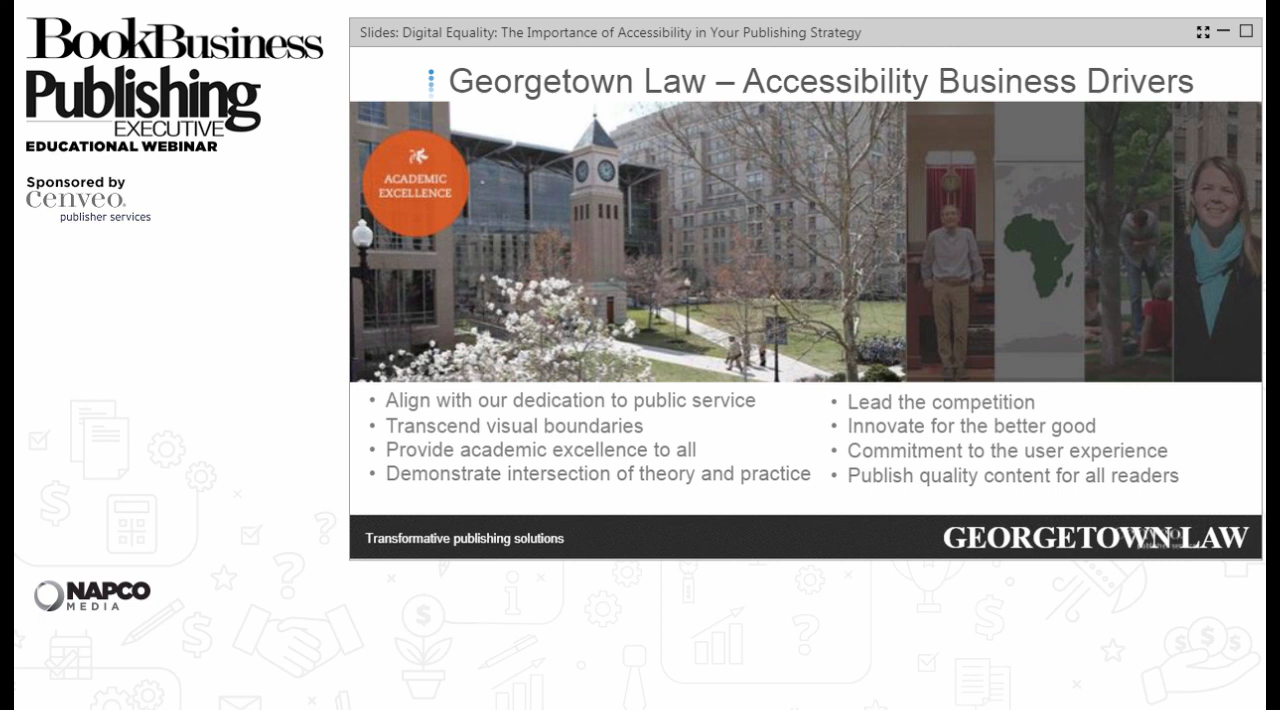 BookBusiness
Publishing
EXECUTIVE
EDUCATIONAL WEBINAR
Sponsored by
cenveo
publisher services
Slides: Digital Equality: The Importance of Accessibility in Your Publishing Strategy
Georgetown Law – Accessibility Business Drivers
ACADEMIC
EXCELLENCE
• Align with our dedication to public service
• Transcend visual boundaries
• Provide academic excellence to all
• Demonstrate intersection of theory and practice
• Lead the competition
• Innovate for the better good
• Commitment to the user experience
• Publish quality content for all readers
Transformative publishing solutions
GEORGETOWN LAW
NAPCO
MEDIA